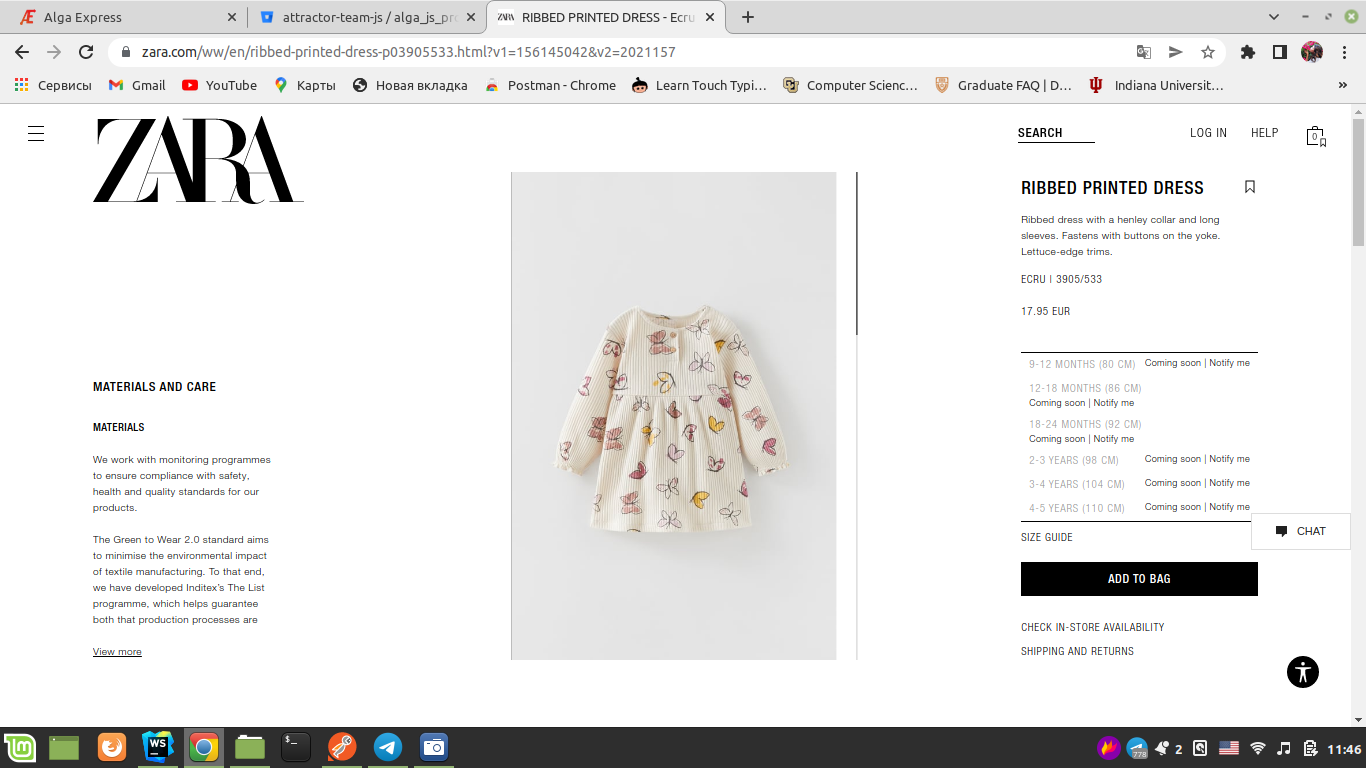 Alga Express
attractor-team-js / alga_js_pro
ZARA
RIBBED PRINTED DRESS - Ecru
zara.com/ww/en/ribbed-printed-dress-p03905533.html?v1=156145042&v2=2021157
Сервисы
Gmail
YouTube
Карты
Новая вкладка
Postman - Chrome
Learn Touch Typi…
Computer Scienc…
Graduate FAQ | D…
Indiana Universit…
»
ZARA
SEARCH
LOG IN
HELP
0
RIBBED PRINTED DRESS
Ribbed dress with a henley collar and long
sleeves. Fastens with buttons on the yoke.
Lettuce-edge trims.
ECRU | 3905/533
17.95 EUR
9-12 MONTHS (80 CM) Coming soon | Notify me
12-18 MONTHS (86 CM)
Coming soon | Notify me
18-24 MONTHS (92 CM)
Coming soon | Notify me
2-3 YEARS (98 CM) Coming soon | Notify me
3-4 YEARS (104 CM) Coming soon | Notify me
4-5 YEARS (110 CM) Coming soon | Notify me
SIZE GUIDE
CHAT
ADD TO BAG
CHECK IN-STORE AVAILABILITY
SHIPPING AND RETURNS
MATERIALS AND CARE
MATERIALS
We work with monitoring programmes
to ensure compliance with safety,
health and quality standards for our
products.
The Green to Wear 2.0 standard aims
to minimise the environmental impact
of textile manufacturing. To that end,
we have developed Inditex's The List
programme, which helps guarantee
both that production processes are
View more
WS
$_
778
2
11:46